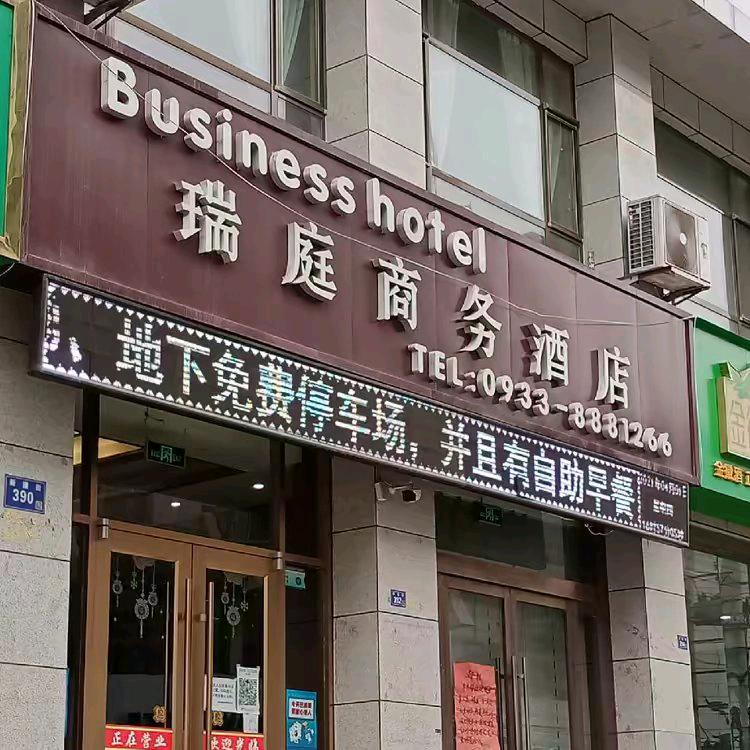 Business hotel
瑞庭商务酒店
TEL:0933-8881266
地下免费停车场，并且有自助早餐
390
正在营业
欢迎光临